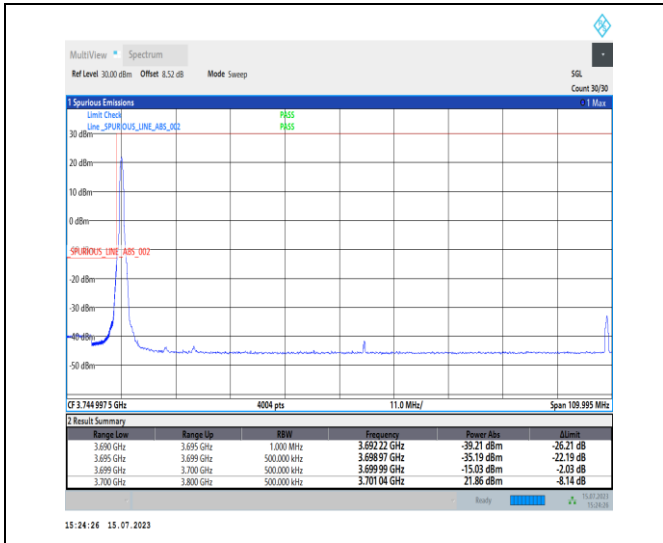 MultiView Spectrum
Ref Level 30.00 dBm Offset 8.52 dB Mode Sweep SGL
Count 30/30
1 Spurious Emissions 1 Max
Limit Check PASS
Line _SPURIOUS_LINE_ABS_002 PASS
30 dBm
20 dBm
10 dBm
0 dBm
_SPURIOUS_LINE_ABS_002
-20 dBm
-30 dBm
-40 dBm
-50 dBm
CF 3.744 997 5 GHz 4004 pts 11.0 MHz/ Span 109.995 MHz
2 Result Summary
Range Low Range Up RBW Frequency Power Abs ΔLimit
3.690 GHz 3.695 GHz 1.000 MHz 3.692 22 GHz -39.21 dBm -26.21 dB
3.695 GHz 3.699 GHz 500.000 kHz 3.698 97 GHz -35.19 dBm -22.19 dB
3.699 GHz 3.700 GHz 500.000 kHz 3.699 99 GHz -15.03 dBm -2.03 dB
3.700 GHz 3.800 GHz 500.000 kHz 3.701 04 GHz 21.86 dBm -8.14 dB
Ready 15.07.2023
15:24:26
15:24:26 15.07.2023